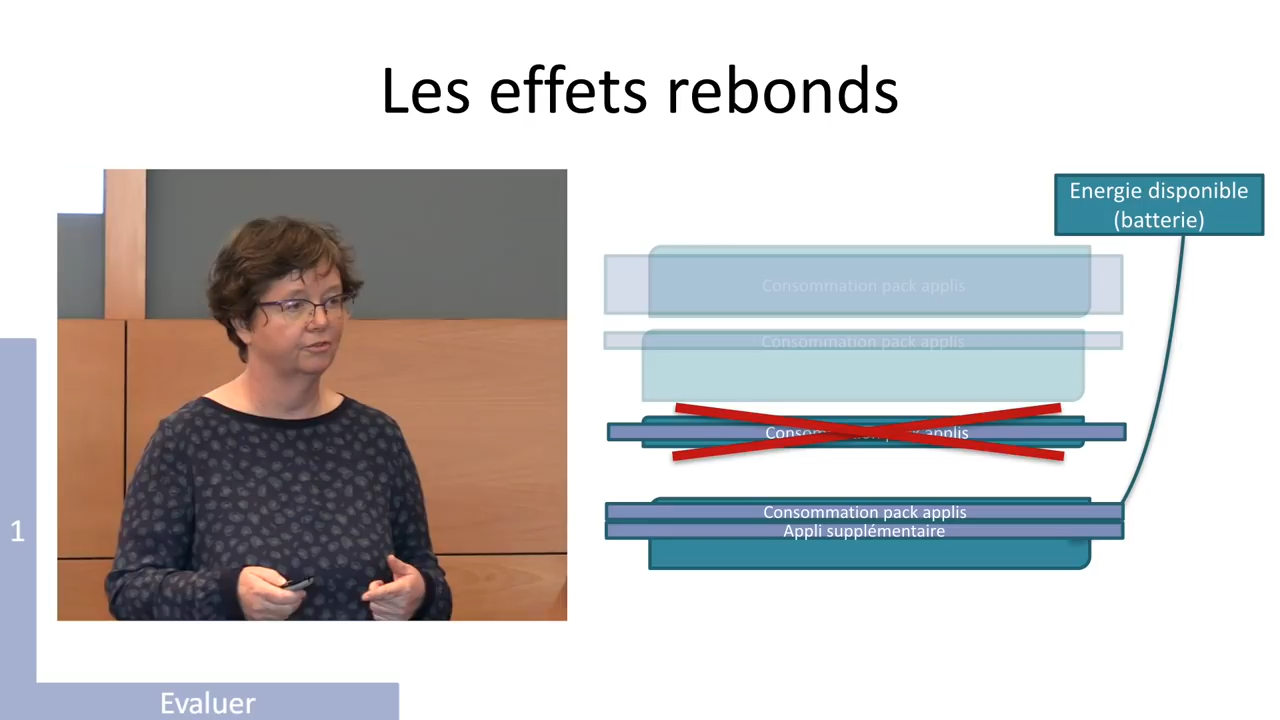 Les effets rebonds
Energie disponible
(batterie)
Consommation pack applis
Consommation pack applis
Consommation pack applis
Consommation pack applis
Appli supplémentaire
1
Evaluer